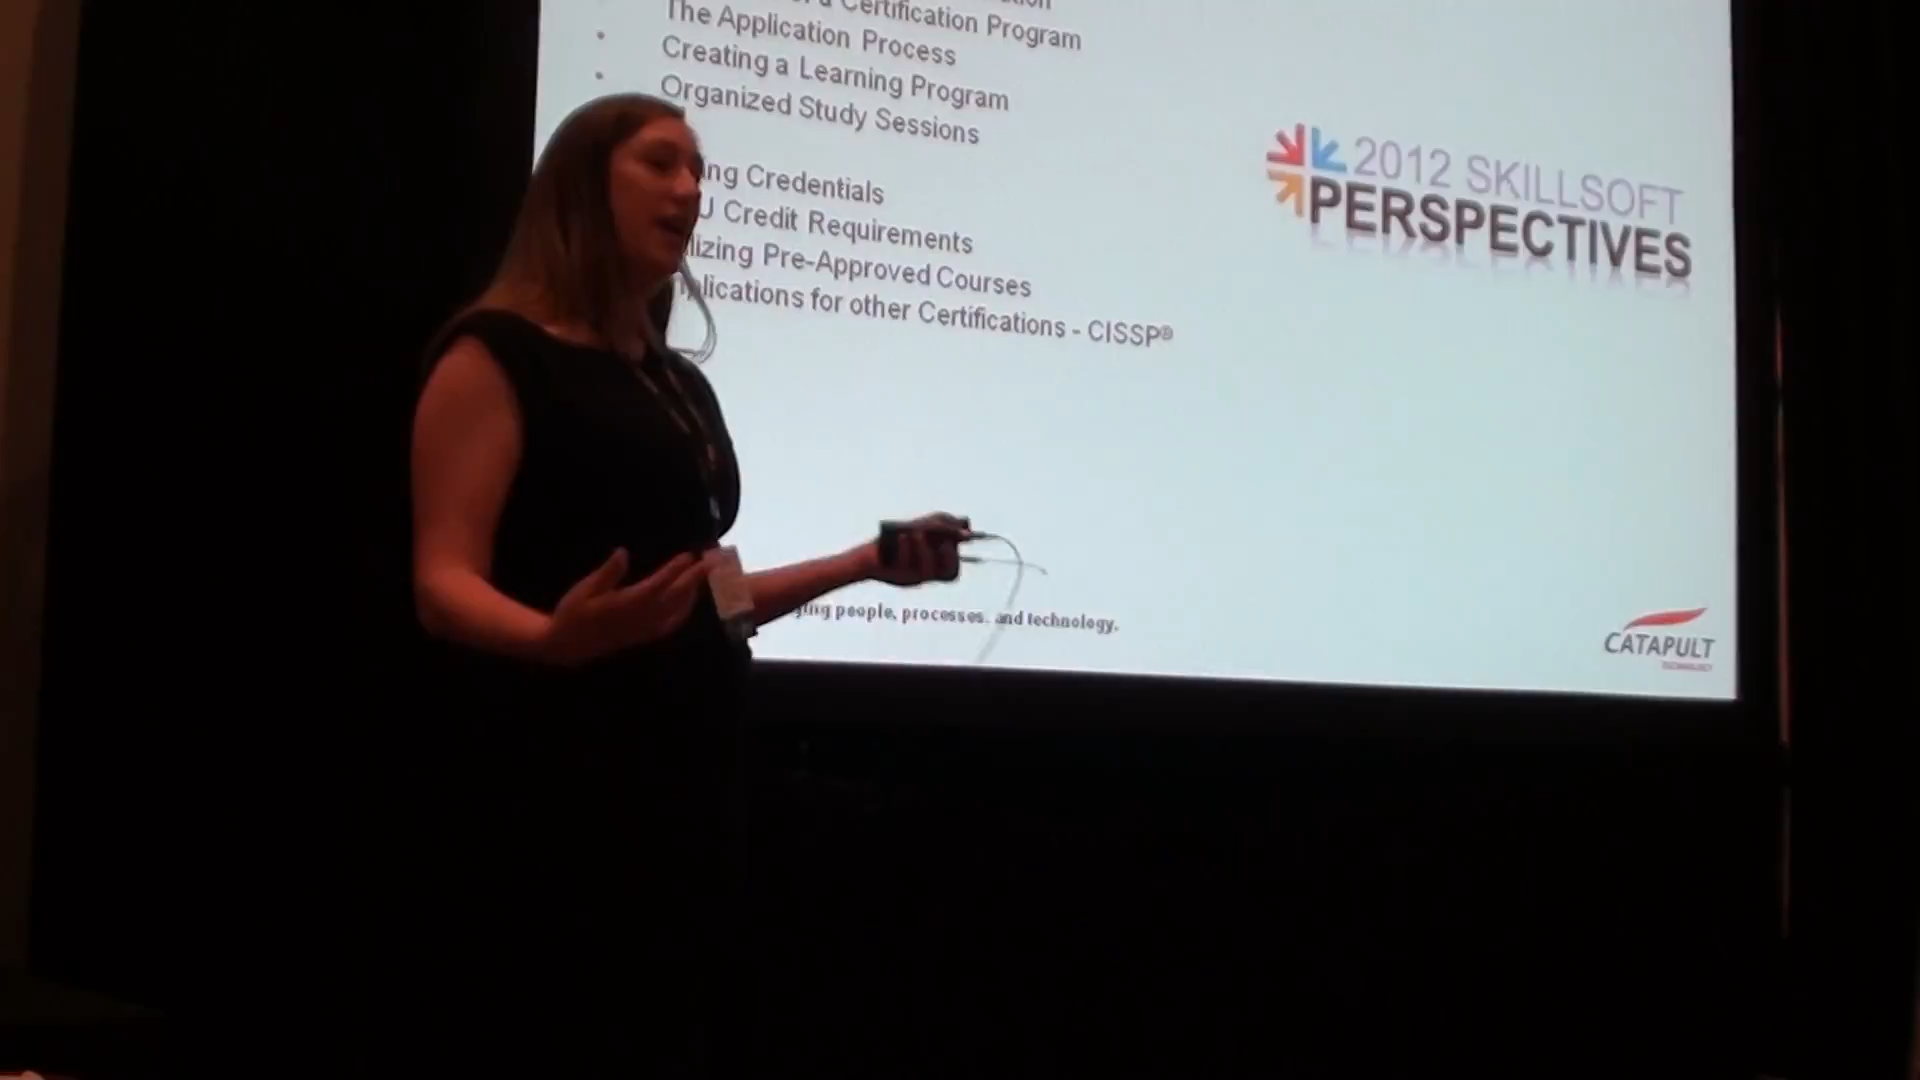 Certification Program
The Application Process
Creating a Learning Program
Organized Study Sessions
Credentials
Credit Requirements
Pre-Approved Courses
for other Certifications - CISSP®
2012 SKILLSOFT
PERSPECTIVES
people, processes, and technology.
CATAPULT
TECHNOLOGY